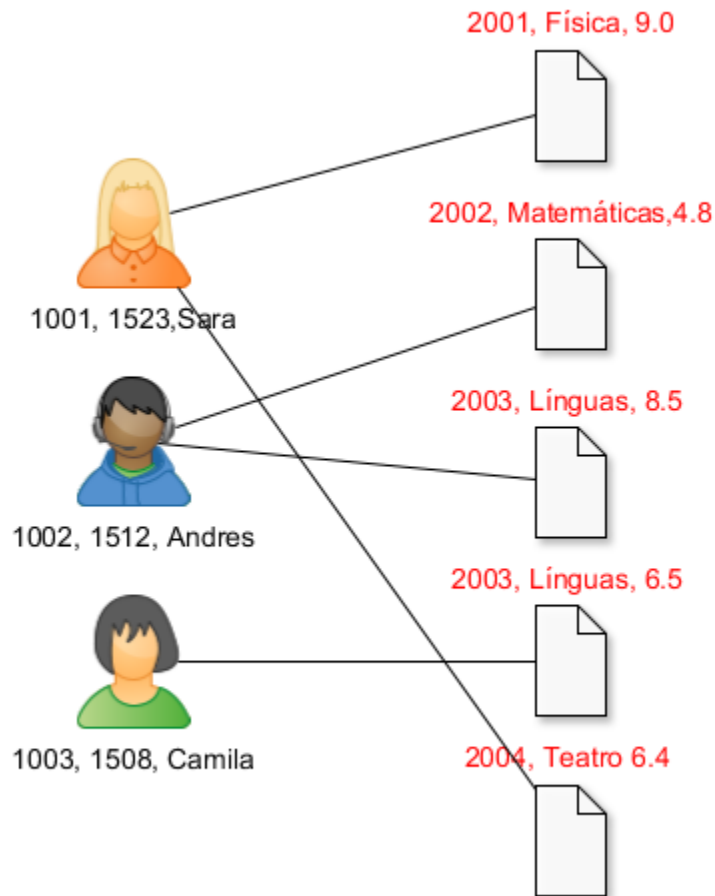 2001, Física, 9.0
2002, Matemáticas,4.8
1001, 1523,Sara
2003, Línguas, 8.5
1002, 1512, Andres
2003, Línguas, 6.5
1003, 1508, Camila
2004, Teatro 6.4